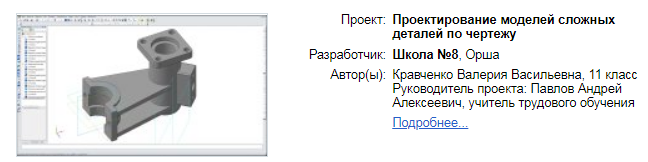 Проект: Проектирование моделей сложных
деталей по чертежу
Разработчик: Школа №8, Орша
Автор(ы): Кравченко Валерия Васильевна, 11 класс
Руководитель проекта: Павлов Андрей
Алексеевич, учитель трудового обучения
Подробнее...